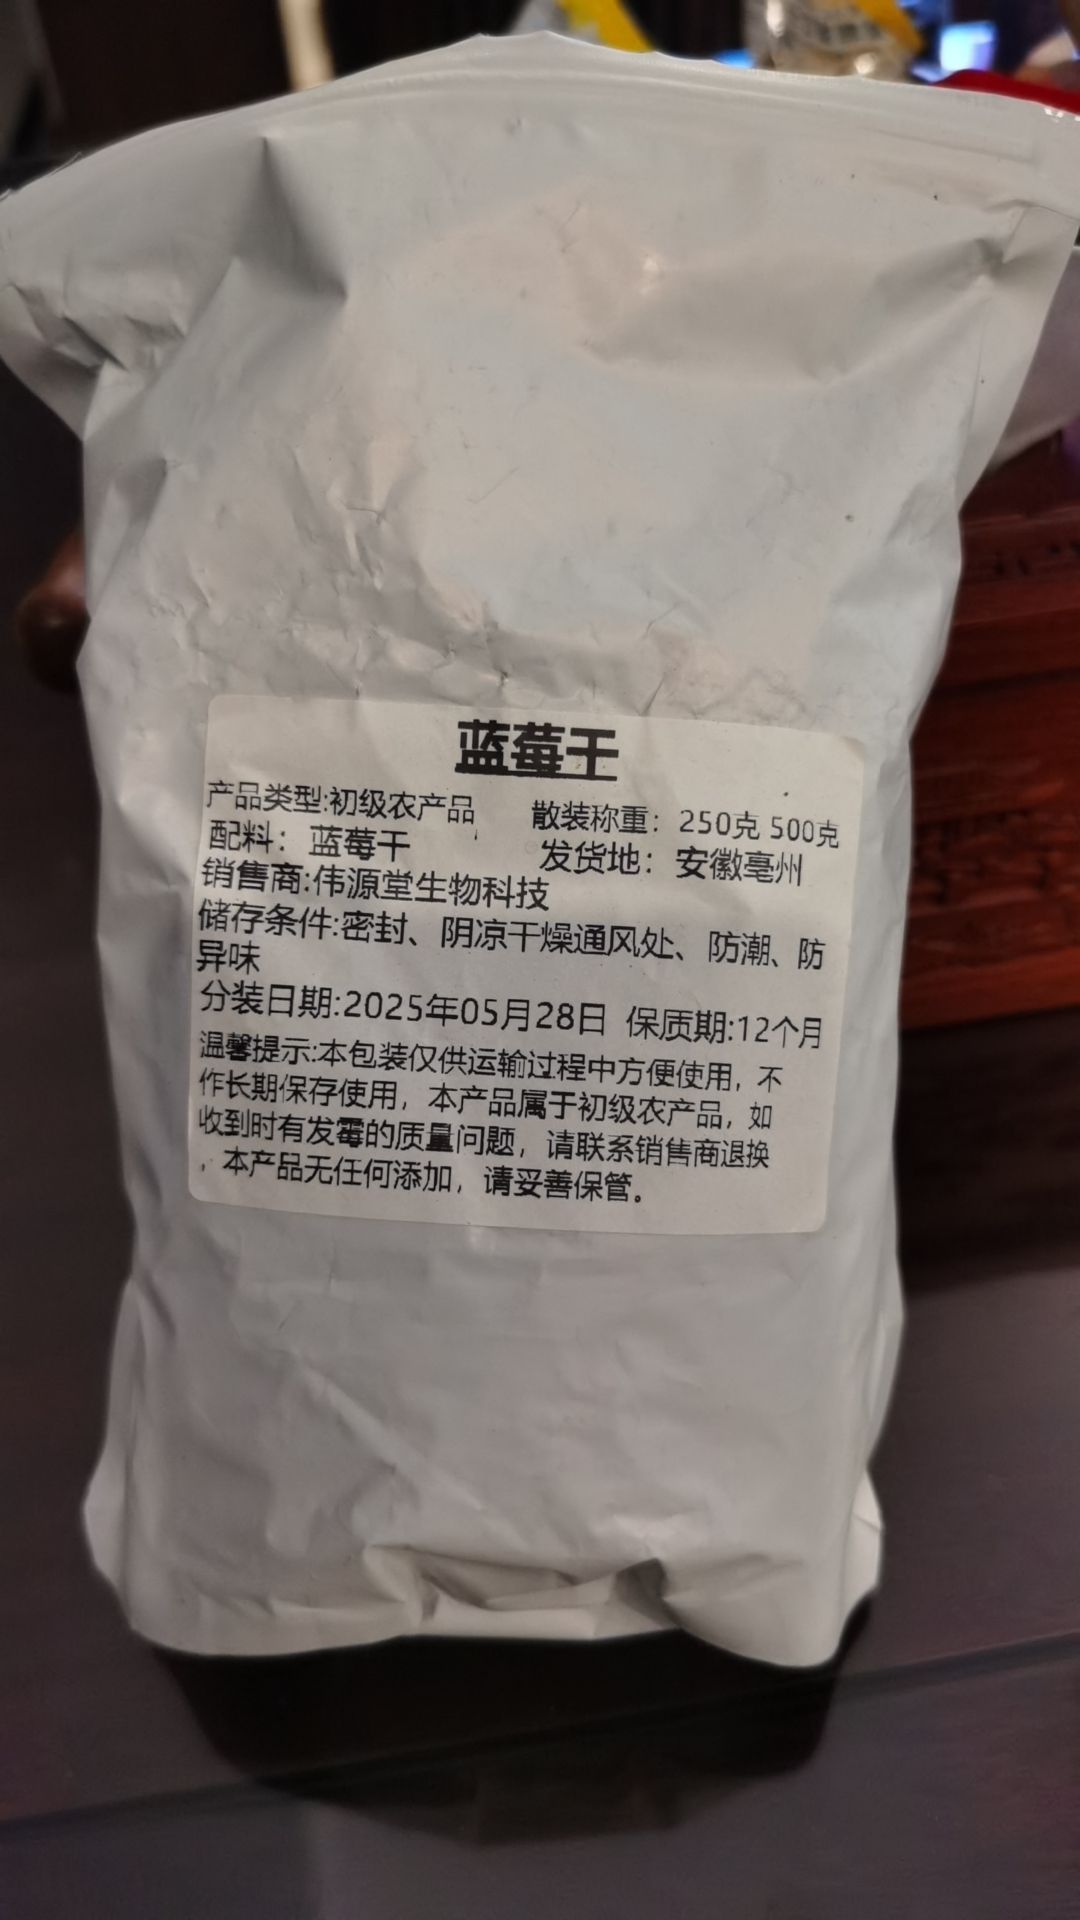 蓝莓干
产品类型:初级农产品 散装称重：250克 500克
配料：蓝莓干 发货地：安徽亳州
销售商:伟源堂生物科技
储存条件:密封、阴凉干燥通风处、防潮、防
异味
分装日期:2025年05月28日 保质期:12个月
温馨提示:本包装仅供运输过程中方便使用，不
作长期保存使用，本产品属于初级农产品，如
收到时有发霉的质量问题，请联系销售商退换
，本产品无任何添加，请妥善保管。